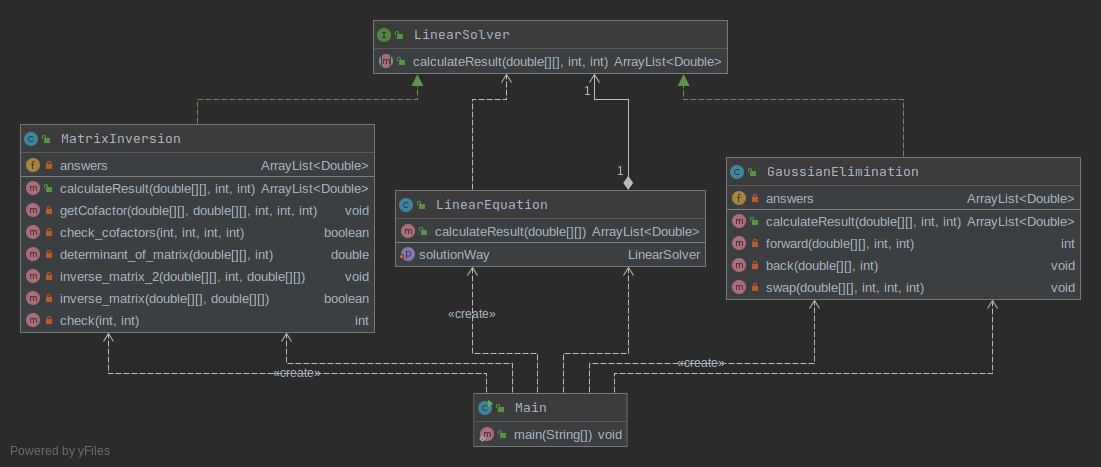 LinearSolver
calculateResult(double[][], int, int) ArrayList<Double>
1
1
MatrixInversion
answers ArrayList<Double>
calculateResult(double[][], int, int) ArrayList<Double>
getCofactor(double[][], double[][], int, int, int) void
check_cofactors(int, int, int, int) boolean
determinant_of_matrix(double[][], int) double
inverse_matrix_2(double[][], int, double[][]) void
inverse_matrix(double[][], double[][]) boolean
check(int, int) int
LinearEquation
calculateResult(double[][]) ArrayList<Double>
solutionWay LinearSolver
GaussianElimination
answers ArrayList<Double>
calculateResult(double[][], int, int) ArrayList<Double>
forward(double[][], int, int) int
back(double[][], int) void
swap(double[][], int, int, int) void
«create»
«create»
«create»
Main
main(String[]) void
Powered by yFiles